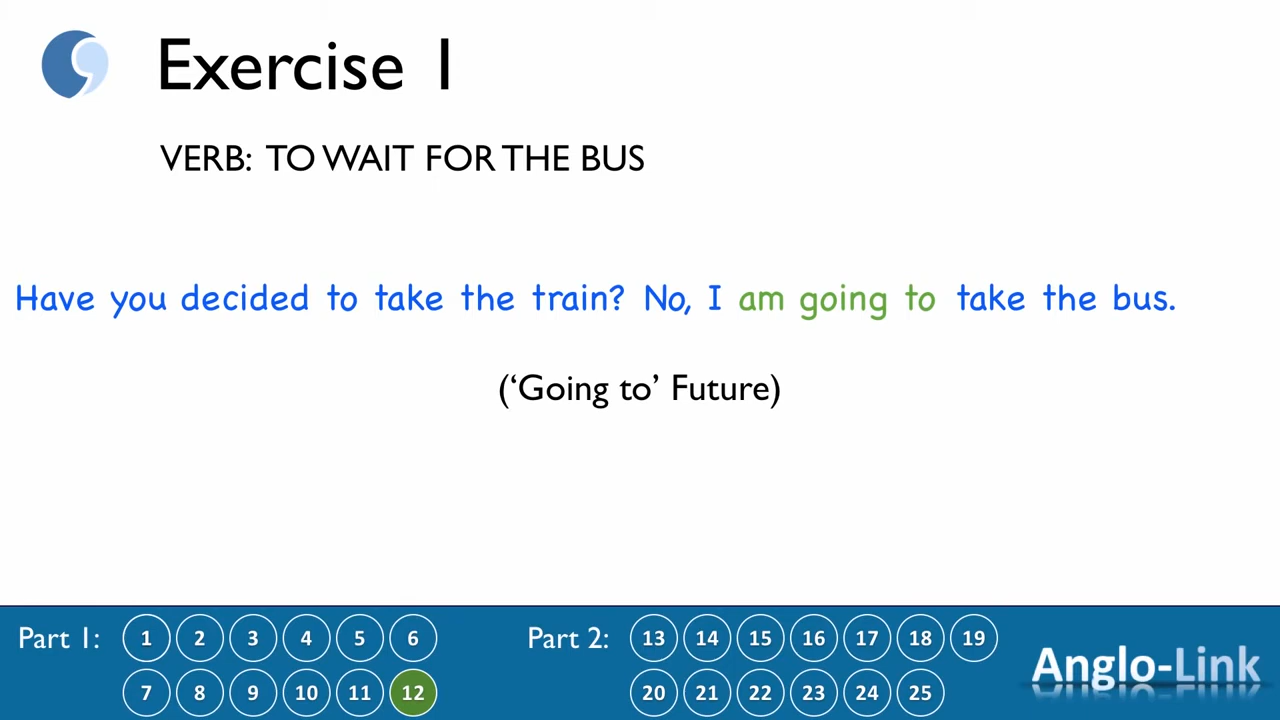 Exercise 1
VERB: TO WAIT FOR THE BUS
Have you decided to take the train? No, I am going to take the bus.
(‘Going to’ Future)
Part 1: 1 2 3 4 5 6
7 8 9 10 11 12
Part 2: 13 14 15 16 17 18 19
20 21 22 23 24 25
Anglo-Link